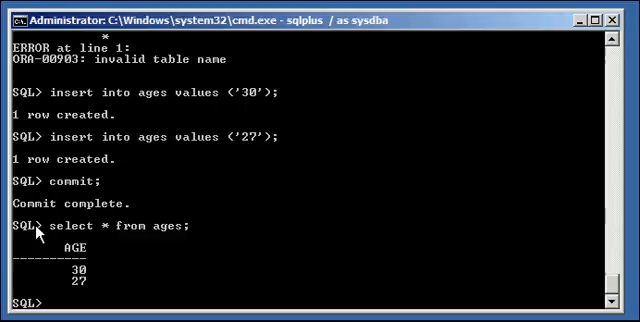 Administrator: C:\Windows\system32\cmd.exe - sqlplus / as sysdba
*
ERROR at line 1:
ORA-00903: invalid table name
SQL> insert into ages values ('30');
1 row created.
SQL> insert into ages values ('27');
1 row created.
SQL> commit;
Commit complete.
SQL> select * from ages;
AGE
----------
30
27
SQL>